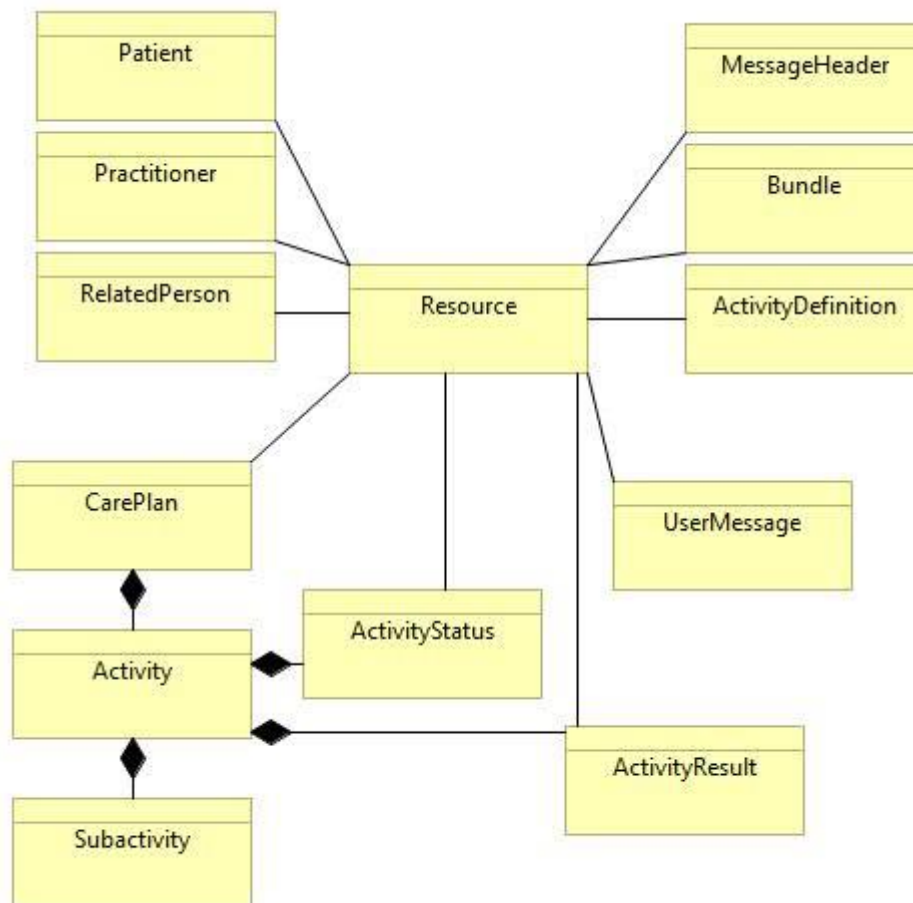 Patient
MessageHeader
Practitioner
Bundle
RelatedPerson
Resource
ActivityDefinition
CarePlan
UserMessage
ActivityStatus
Activity
ActivityResult
Subactivity